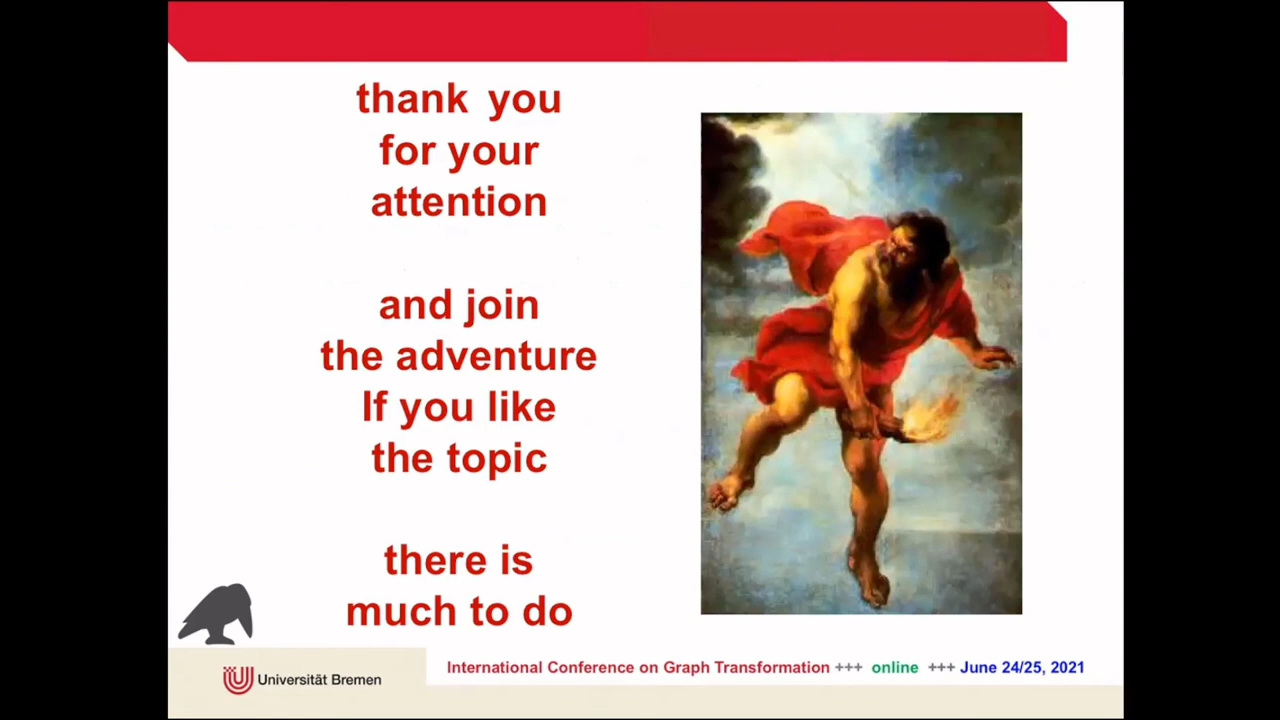 thank you
for your
attention
and join
the adventure
If you like
the topic
there is
much to do
Universität Bremen
International Conference on Graph Transformation +++ online +++ June 24/25, 2021